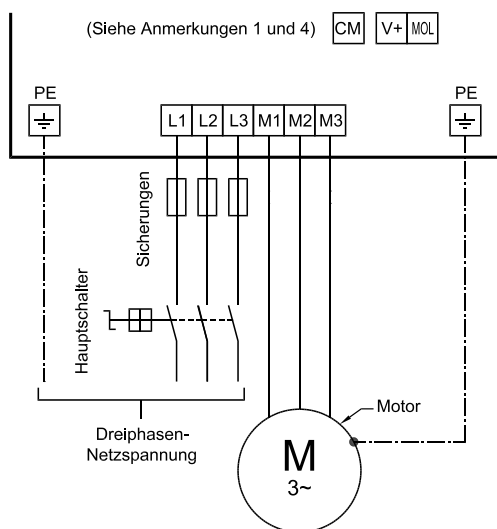 (Siehe Anmerkungen 1 und 4) CM V+ MOL
PE PE
L1 L2 L3 M1 M2 M3
Sicherungen
Hauptschalter
Motor
Dreiphasen-
Netzspannung
M
3~